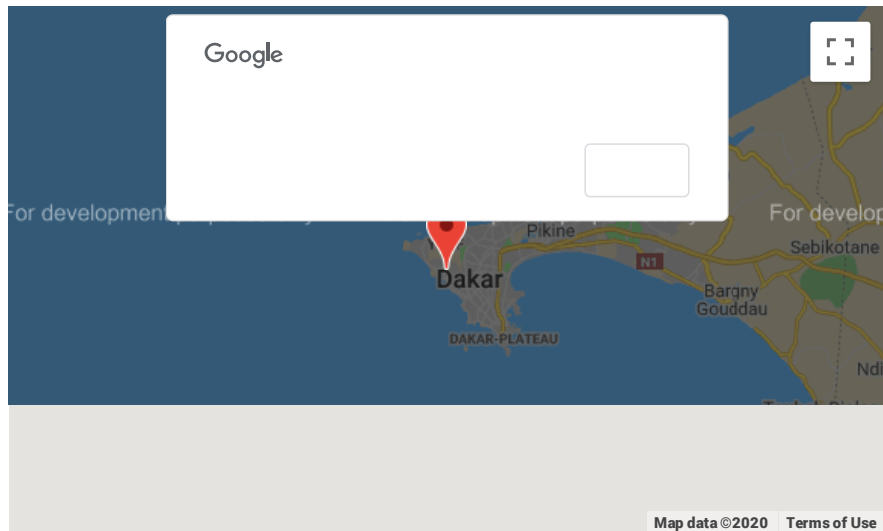 Google
For development
For develop
Pikine
Sebikotane
N1
Dakar
Bargny
Gouddau
DAKAR-PLATEAU
Ndi
Map data ©2020 Terms of Use